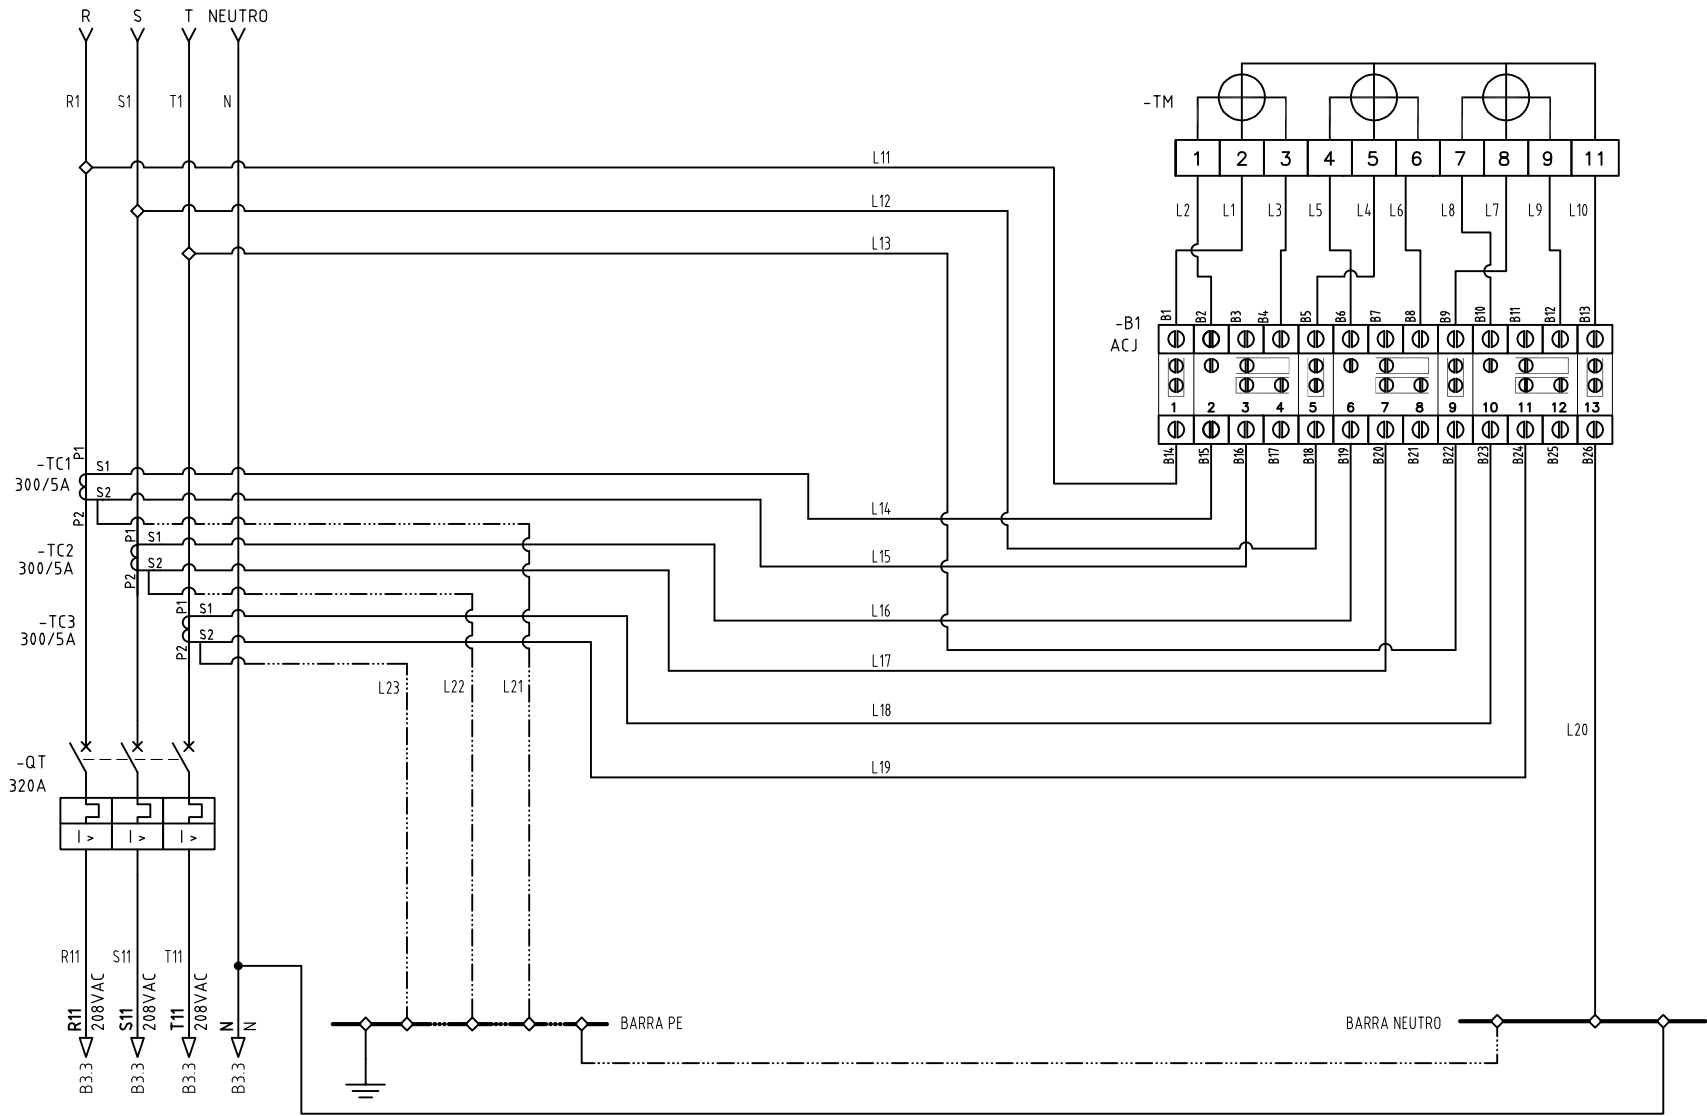 R S T NEUTRO
R1 S1 T1 N
-TM
1 2 3 4 5 6 7 8 9 11
L11
L12
L13
L2 L1 L3 L5 L4 L6 L8 L7 L9 L10
-B1
ACJ
B1 B2 B3 B4 B5 B6 B7 B8 B9 B10 B11 B12 B13
1 2 3 4 5 6 7 8 9 10 11 12 13
B14 B15 B16 B17 B18 B19 B20 B21 B22 B23 B24 B25 B26
P1
-TC1
300/5A
S1
S2
P2
L14
P1
-TC2
300/5A
S1
S2
P2
L15
P1
-TC3
300/5A
S1
S2
P2
L16
L17
L23 L22 L21
L18
L20
-QT
320A
L19
I > I > I >
R11 S11 T11
R11 208VAC S11 208VAC T11 208VAC N N
BARRA PE
BARRA NEUTRO
B3.3 B3.3 B3.3 B3.3